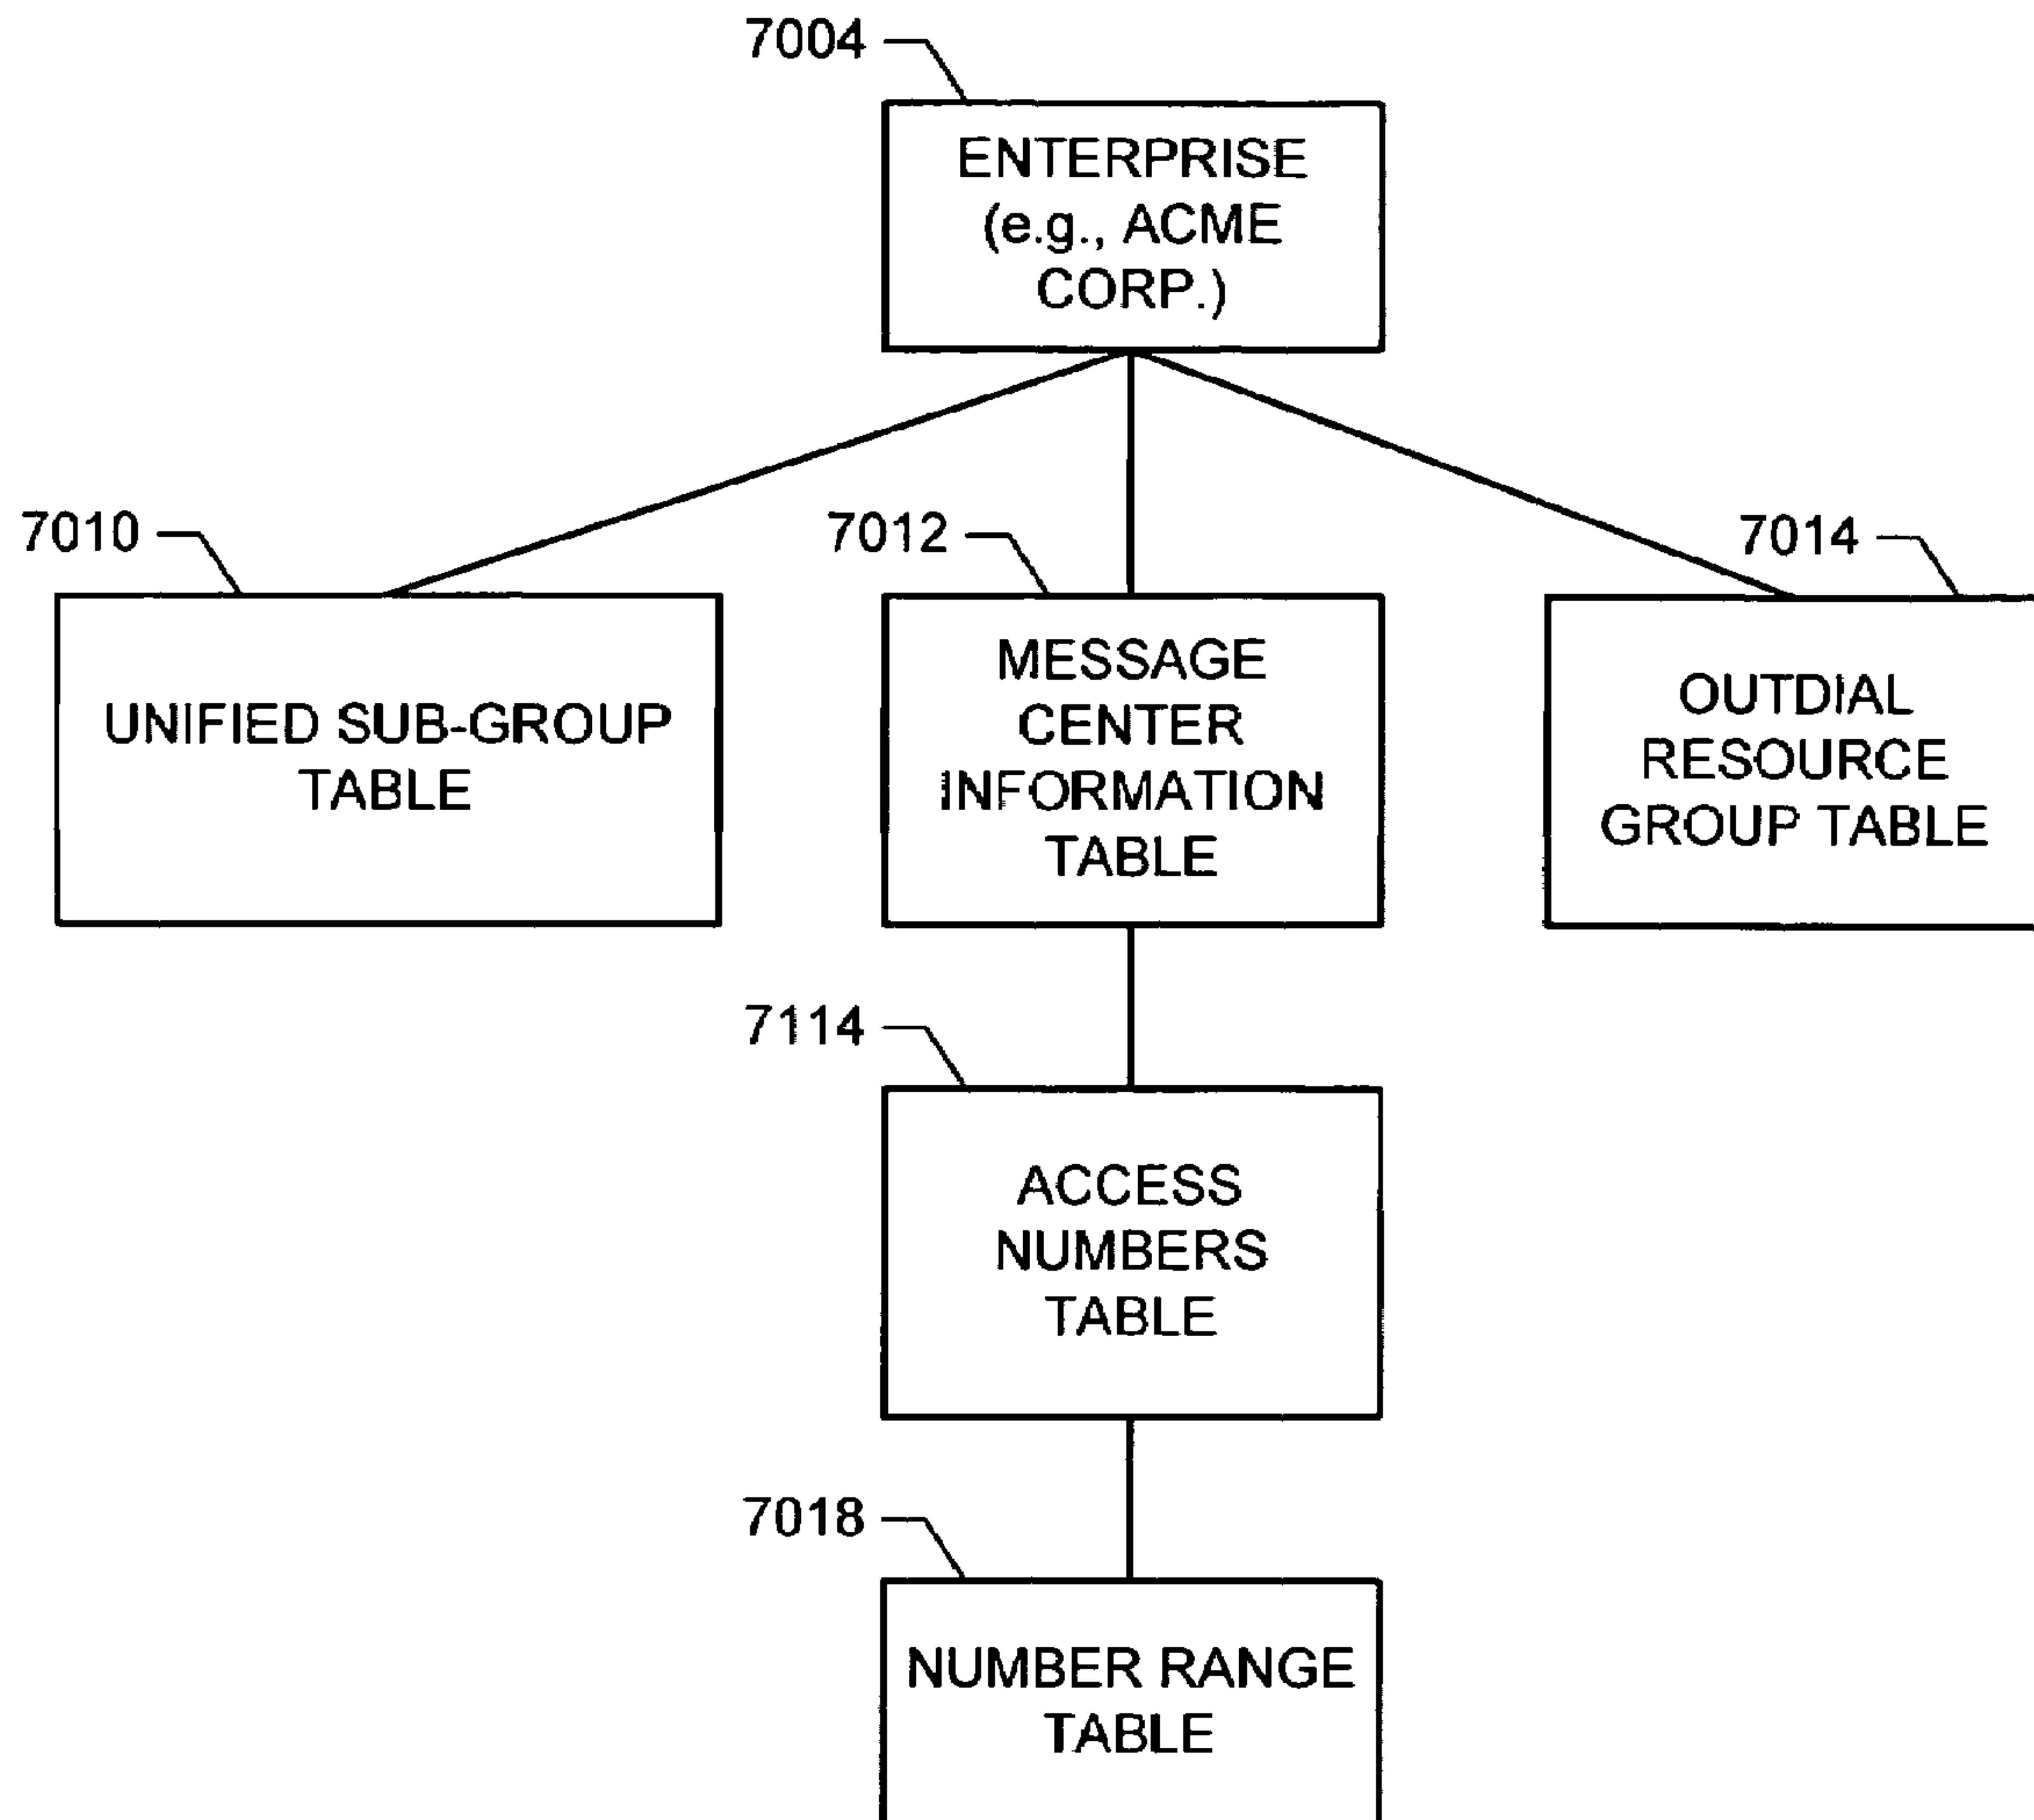 7004
ENTERPRISE
(e.g., ACME
CORP.)
7010
7012
7014
UNIFIED SUB-GROUP
TABLE
MESSAGE
CENTER
INFORMATION
TABLE
OUTDIAL
RESOURCE
GROUP TABLE
7114
ACCESS
NUMBERS
TABLE
7018
NUMBER RANGE
TABLE